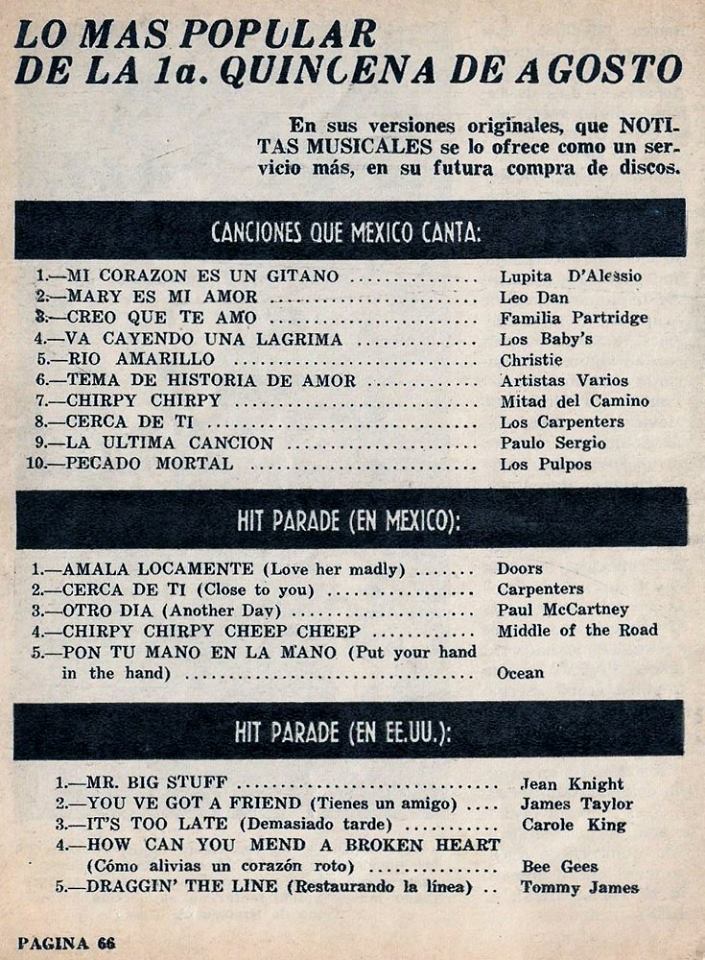 LO MAS POPULAR
DE LA 1a. QUINCENA DE AGOSTO
En sus versiones originales, que NOTI-
TAS MUSICALES se lo ofrece como un ser-
vicio más, en su futura compra de discos.
CANCIONES QUE MEXICO CANTA:
1.—MI CORAZON ES UN GITANO ............... Lupita D'Alessio
2.—MARY ES MI AMOR ........................ Leo Dan
3.—CREO QUE TE AMO ........................ Familia Partridge
4.—VA CAYENDO UNA LAGRIMA .............. Los Baby's
5.—RIO AMARILLO ............................ Christie
6.—TEMA DE HISTORIA DE AMOR ............ Artistas Varios
7.—CHIRPY CHIRPY ........................... Mitad del Camino
8.—CERCA DE TI ............................... Los Carpenters
9.—LA ULTIMA CANCION ....................... Paulo Sergio
10.—PECADO MORTAL .......................... Los Pulpos
HIT PARADE (EN MEXICO):
1.—AMALA LOCAMENTE (Love her madly) ....... Doors
2.—CERCA DE TI (Close to you) ................. Carpenters
3.—OTRO DIA (Another Day) ..................... Paul McCartney
4.—CHIRPY CHIRPY CHEEP CHEEP ............ Middle of the Road
5.—PON TU MANO EN LA MANO (Put your hand
in the hand) .................................. Ocean
HIT PARADE (EN EE.UU.):
1.—MR. BIG STUFF .............................. Jean Knight
2.—YOU VE GOT A FRIEND (Tienes un amigo) .... James Taylor
3.—IT'S TOO LATE (Demasiado tarde) ........... Carole King
4.—HOW CAN YOU MEND A BROKEN HEART
(Cómo alivias un corazón roto) .............. Bee Gees
5.—DRAGGIN' THE LINE (Restaurando la línea) .. Tommy James
PAGINA 66